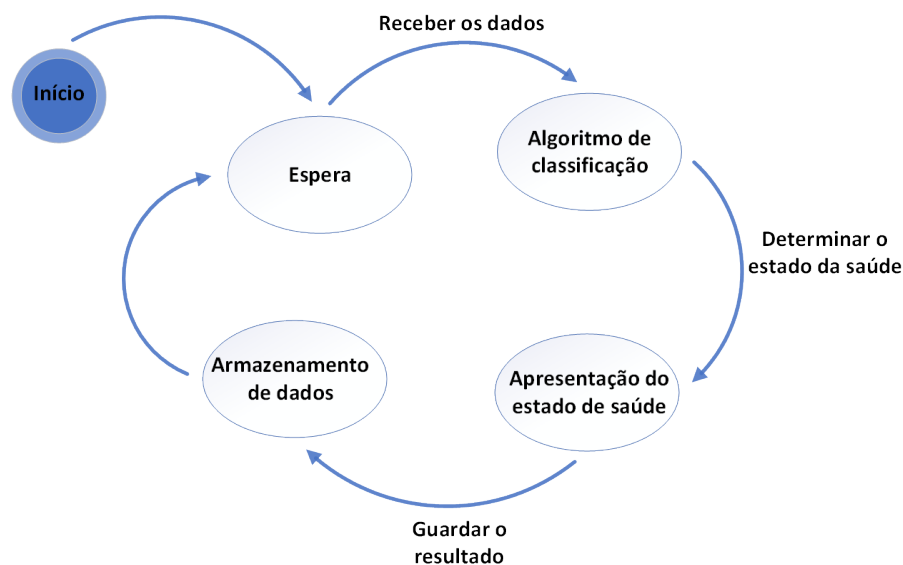 Receber os dados
Início
Espera
Algoritmo de
classificação
Determinar o
estado da saúde
Armazenamento
de dados
Apresentação do
estado de saúde
Guardar o
resultado